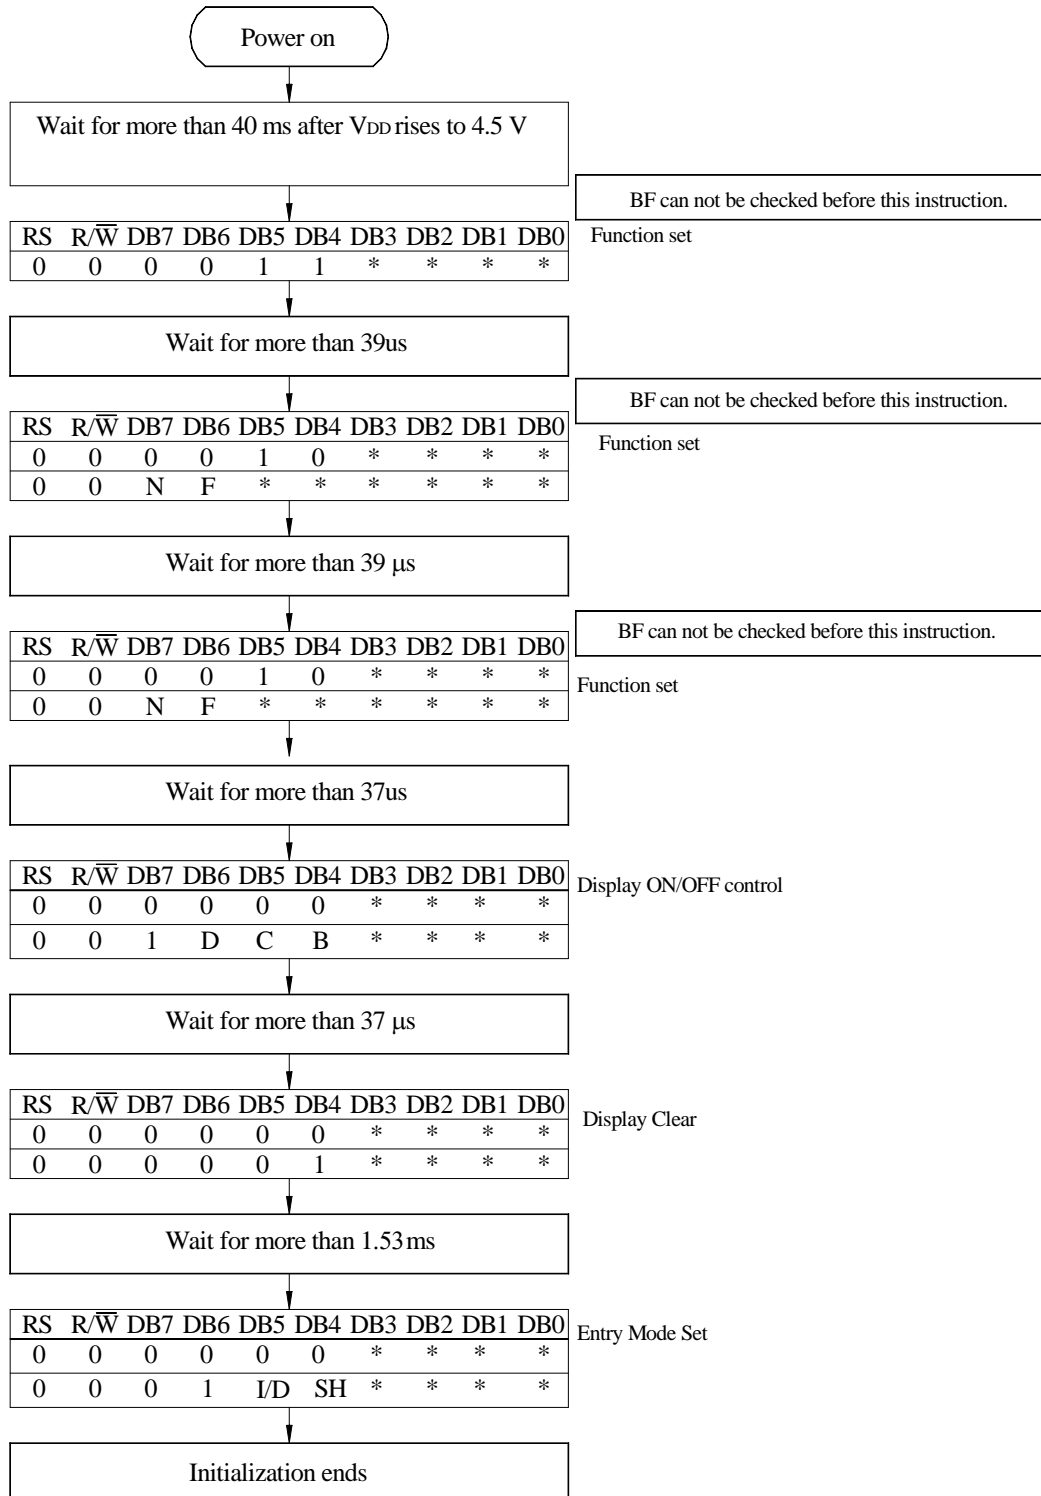 Power on
Wait for more than 40 ms after VDD rises to 4.5 V
BF can not be checked before this instruction.
RS R/W̅ DB7 DB6 DB5 DB4 DB3 DB2 DB1 DB0
Function set
0 0 0 0 1 1 * * * *
Wait for more than 39us
BF can not be checked before this instruction.
RS R/W̅ DB7 DB6 DB5 DB4 DB3 DB2 DB1 DB0
Function set
0 0 0 0 1 0 * * * *
0 0 N F * * * * * *
Wait for more than 39 μs
BF can not be checked before this instruction.
RS R/W̅ DB7 DB6 DB5 DB4 DB3 DB2 DB1 DB0
0 0 0 0 1 0 * * * *
Function set
0 0 N F * * * * * *
Wait for more than 37us
RS R/W̅ DB7 DB6 DB5 DB4 DB3 DB2 DB1 DB0
Display ON/OFF control
0 0 0 0 0 0 * * * *
0 0 1 D C B * * * *
Wait for more than 37 μs
RS R/W̅ DB7 DB6 DB5 DB4 DB3 DB2 DB1 DB0
Display Clear
0 0 0 0 0 0 * * * *
0 0 0 0 0 1 * * * *
Wait for more than 1.53ms
RS R/W̅ DB7 DB6 DB5 DB4 DB3 DB2 DB1 DB0
Entry Mode Set
0 0 0 0 0 0 * * * *
0 0 0 1 I/D SH * * * *
Initialization ends